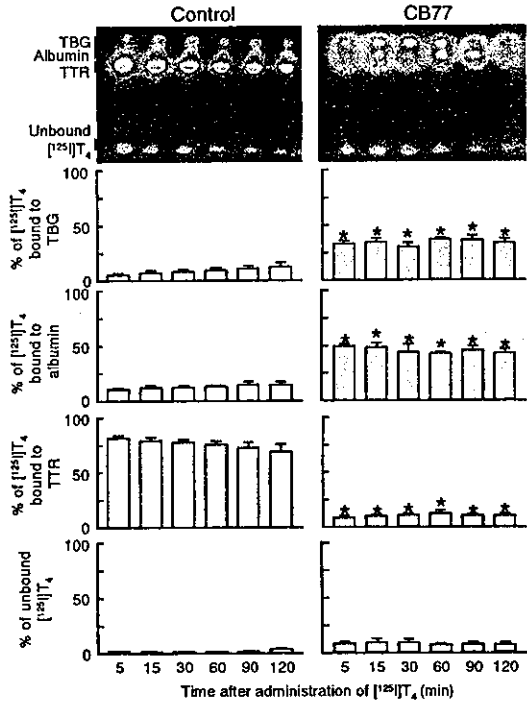 Control
CB77
TBG
Albumin
TTR
Unbound
[¹²⁵I]T₄
% of [¹²⁵I]T₄
bound to
TBG
100
50
0
* * * * * *
% of [¹²⁵I]T₄
bound to
albumin
100
50
0
* * * * * *
% of [¹²⁵I]T₄
bound to
TTR
100
50
0
* * * * * *
% of unbound
[¹²⁵I]T₄
100
50
0
5 15 30 60 90 120
5 15 30 60 90 120
Time after administration of [¹²⁵I]T₄ (min)